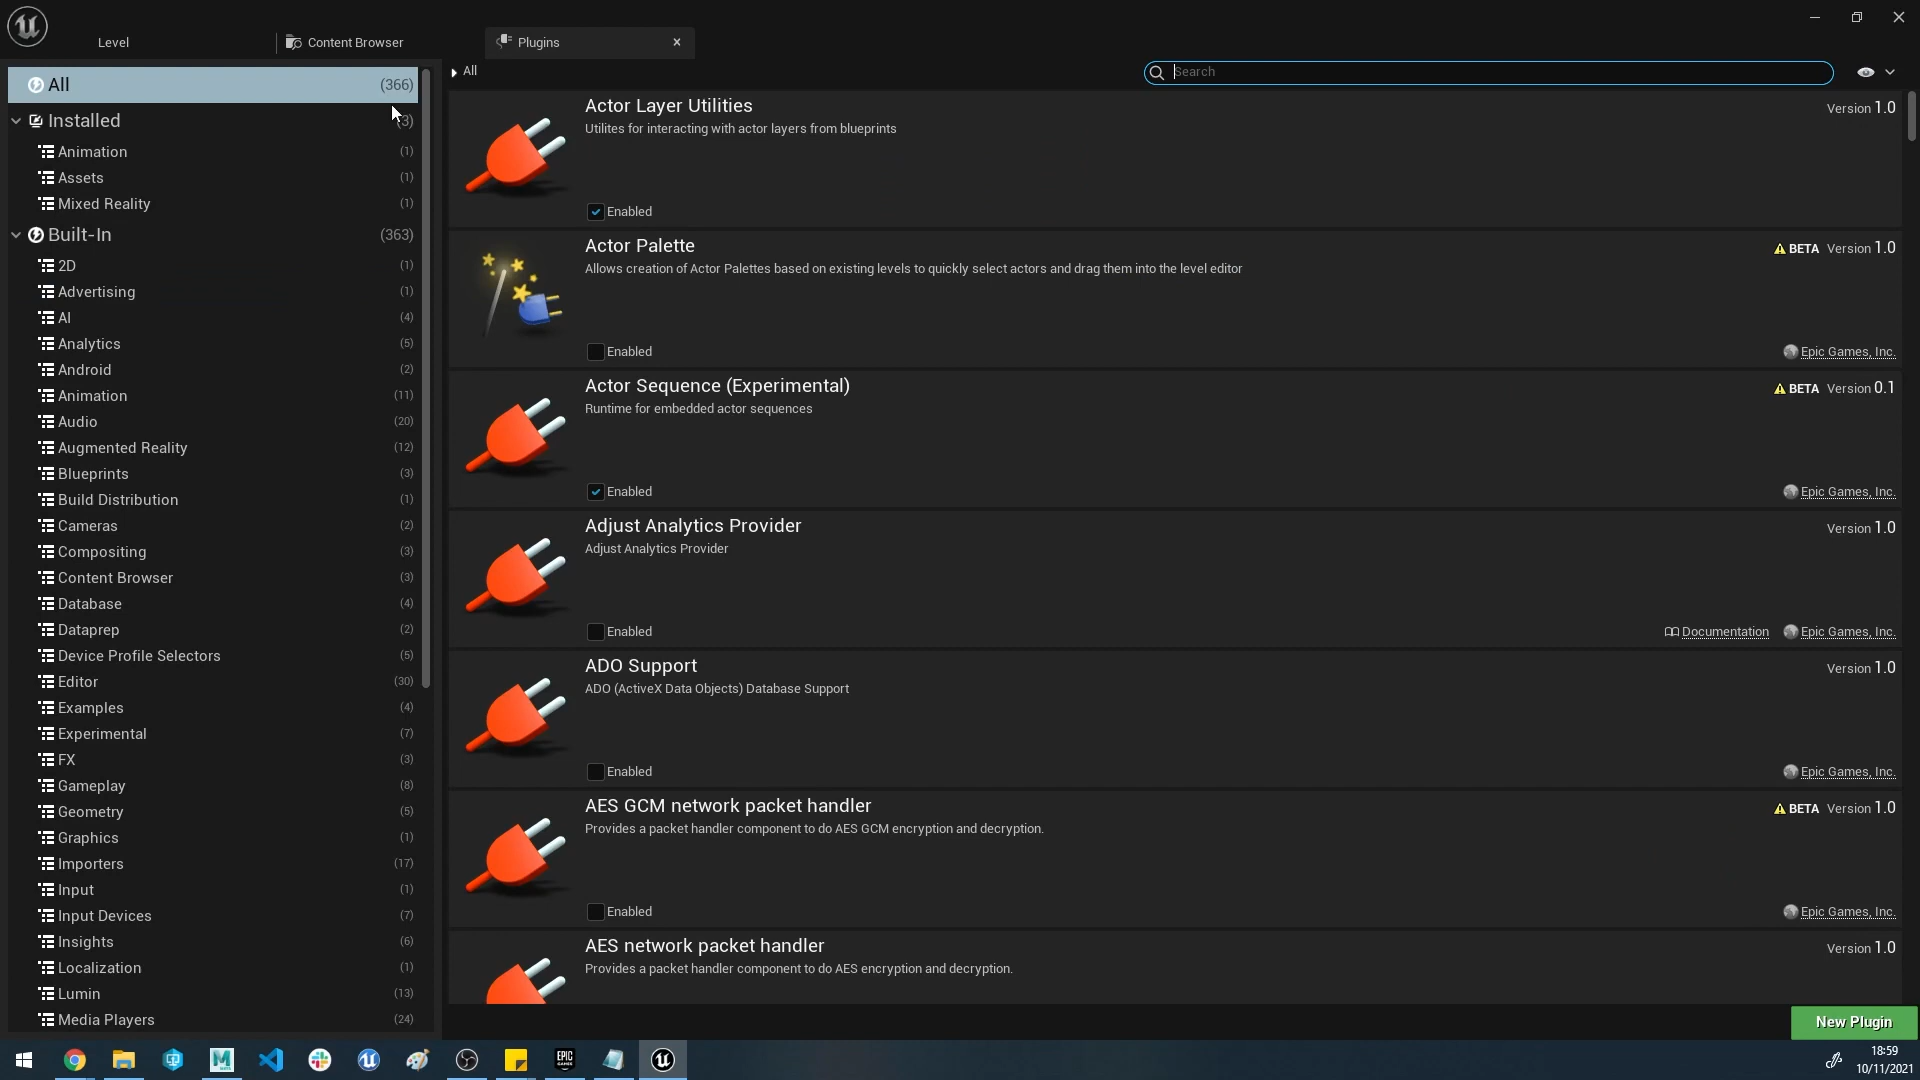 Level
Content Browser
Plugins
All (366)
Installed (3)
Animation (1)
Assets (1)
Mixed Reality (1)
Built-In (363)
2D (1)
Advertising (1)
AI (4)
Analytics (5)
Android (2)
Animation (11)
Audio (20)
Augmented Reality (12)
Blueprints (3)
Build Distribution (1)
Cameras (2)
Compositing (3)
Content Browser (3)
Database (4)
Dataprep (2)
Device Profile Selectors (5)
Editor (30)
Examples (4)
Experimental (7)
FX (3)
Gameplay (8)
Geometry (5)
Graphics (1)
Importers (17)
Input (1)
Input Devices (7)
Insights (6)
Localization (1)
Lumin (13)
Media Players (24)
All
Search
Actor Layer Utilities
Version 1.0
Utilites for interacting with actor layers from blueprints
Enabled
Actor Palette
BETA Version 1.0
Allows creation of Actor Palettes based on existing levels to quickly select actors and drag them into the level editor
Enabled
Epic Games, Inc.
Actor Sequence (Experimental)
BETA Version 0.1
Runtime for embedded actor sequences
Enabled
Epic Games, Inc.
Adjust Analytics Provider
Version 1.0
Adjust Analytics Provider
Enabled
Documentation
Epic Games, Inc.
ADO Support
Version 1.0
ADO (ActiveX Data Objects) Database Support
Enabled
Epic Games, Inc.
AES GCM network packet handler
BETA Version 1.0
Provides a packet handler component to do AES GCM encryption and decryption.
Enabled
Epic Games, Inc.
AES network packet handler
Version 1.0
Provides a packet handler component to do AES encryption and decryption.
New Plugin
EPIC
18:59
10/11/2021